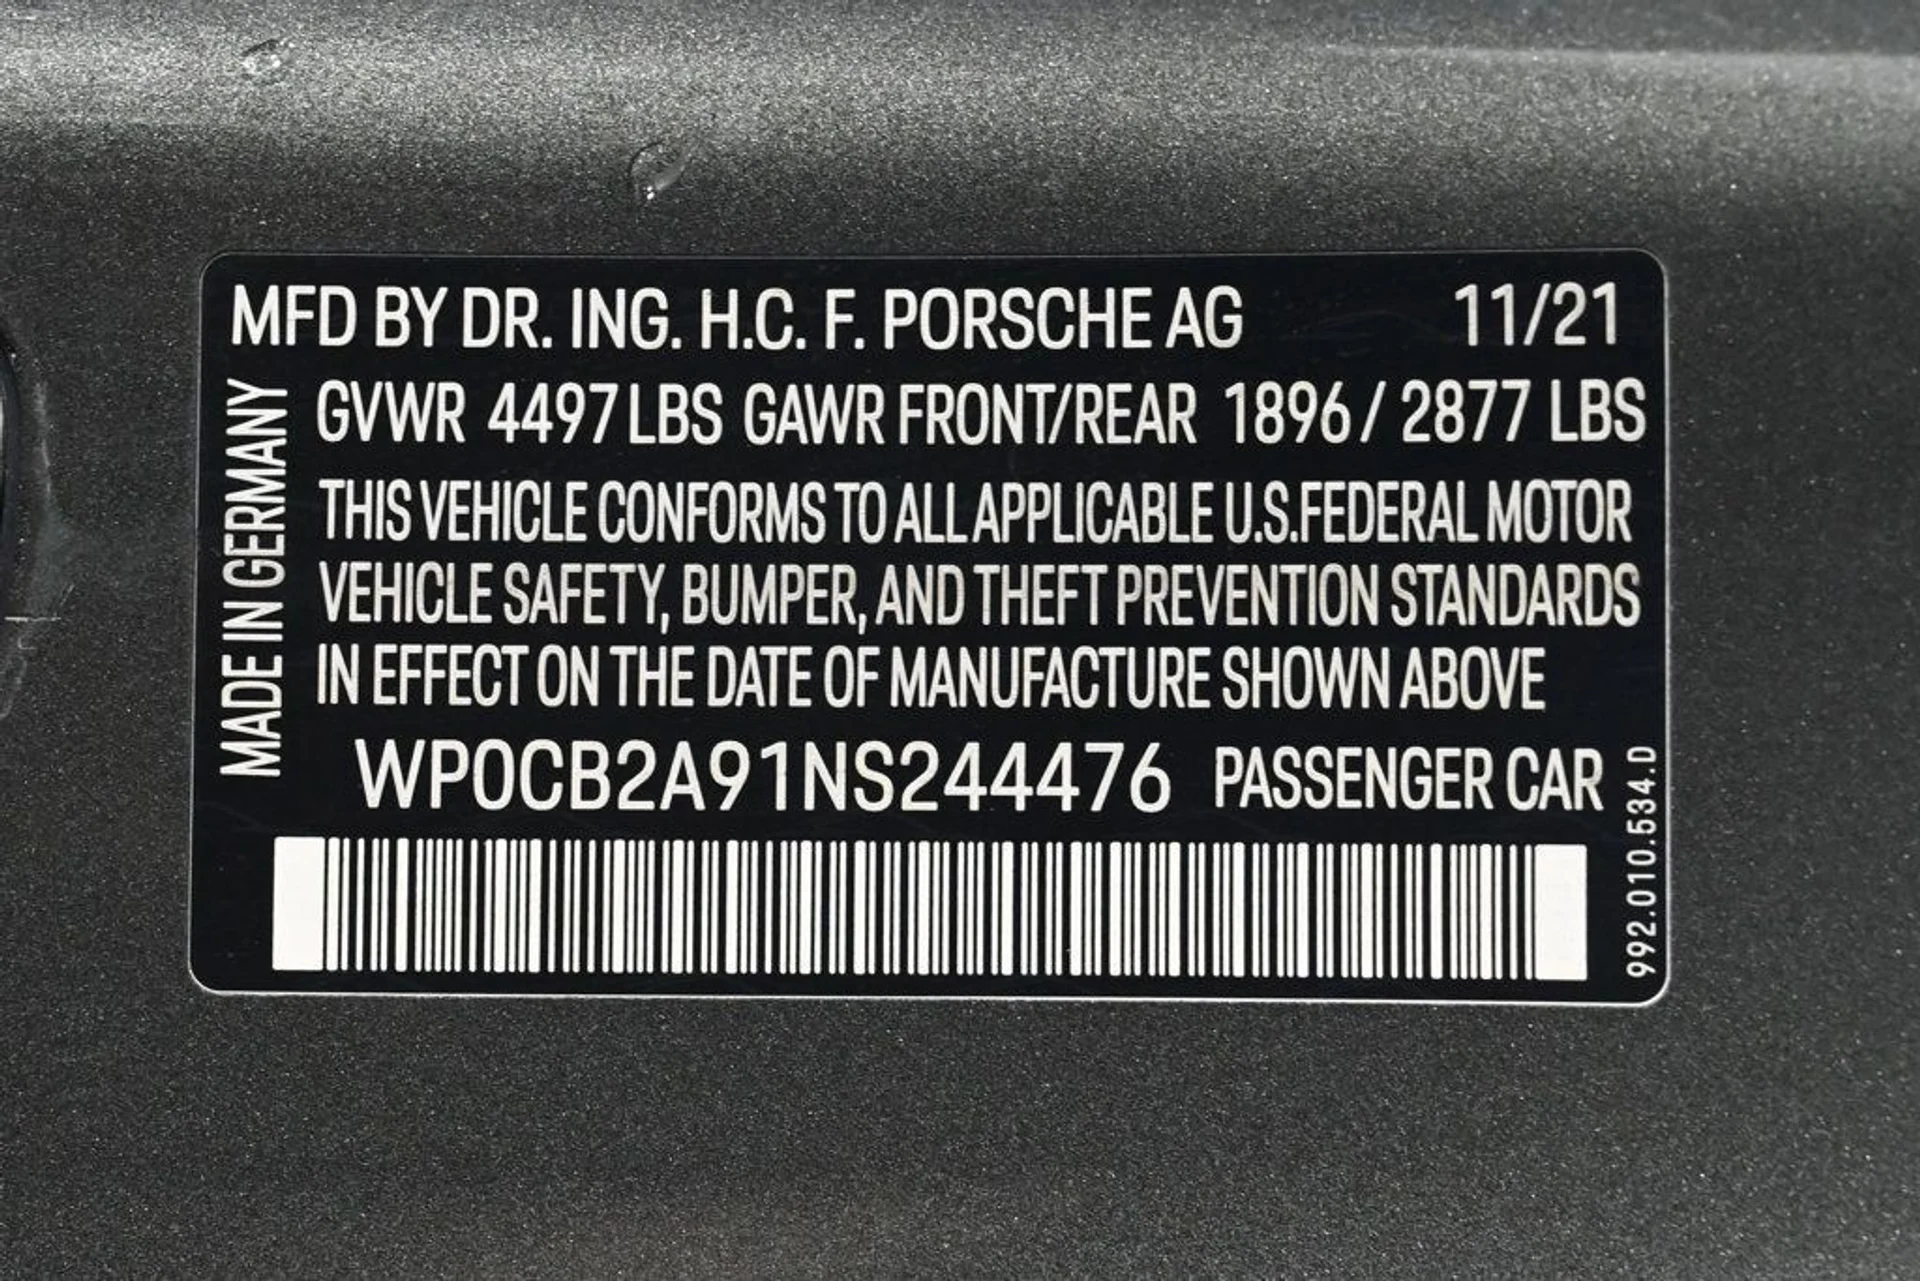 MFD BY DR. ING. H.C. F. PORSCHE AG 11/21
MADE IN GERMANY
GVWR 4497 LBS GAWR FRONT/REAR 1896 / 2877 LBS
THIS VEHICLE CONFORMS TO ALL APPLICABLE U.S.FEDERAL MOTOR
VEHICLE SAFETY, BUMPER, AND THEFT PREVENTION STANDARDS
IN EFFECT ON THE DATE OF MANUFACTURE SHOWN ABOVE
WP0CB2A91NS244476 PASSENGER CAR
992.010.534.D